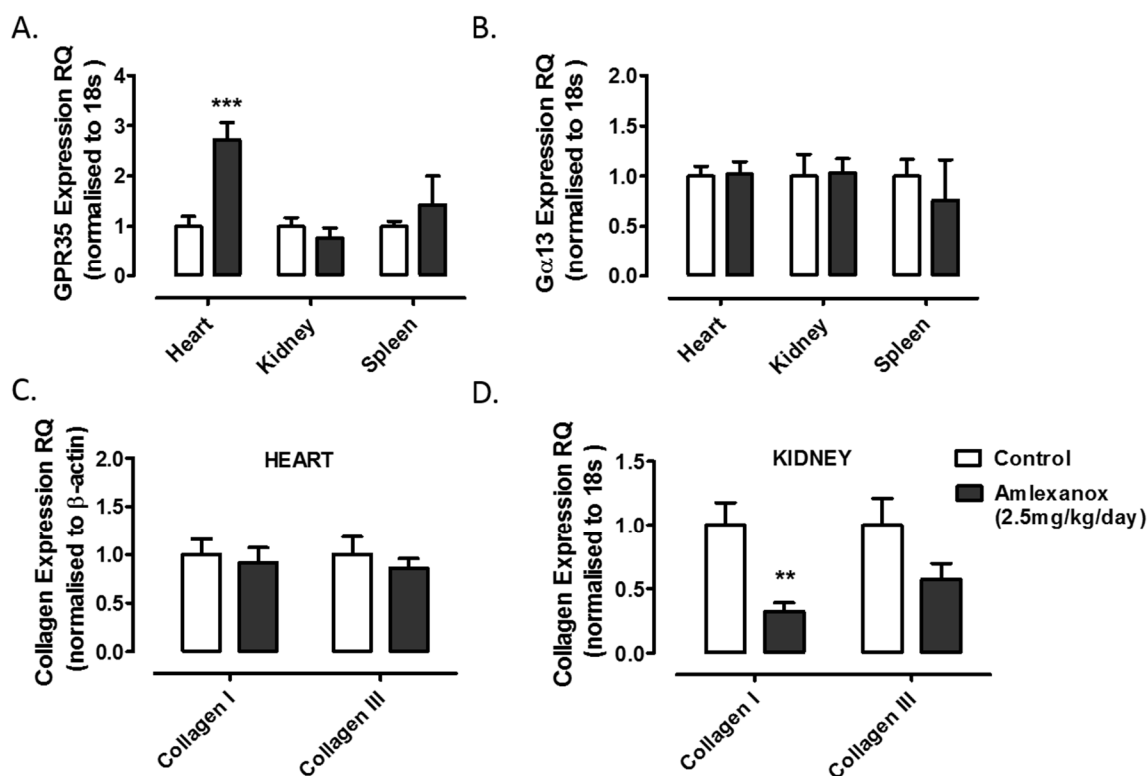 A.
GPR35 Expression RQ
(normalised to 18s )
4
3
2
1
0
***
Heart
Kidney
Spleen
B.
Gα13 Expression RQ
(normalised to 18s )
2.0
1.5
1.0
0.5
0.0
Heart
Kidney
Spleen
C.
Collagen Expression RQ
(normalised to β-actin)
2.0
1.5
1.0
0.5
0.0
HEART
Collagen I
Collagen III
D.
Collagen Expression RQ
(normalised to 18s )
1.5
1.0
0.5
0.0
KIDNEY
**
Collagen I
Collagen III
Control
Amlexanox
(2.5mg/kg/day)